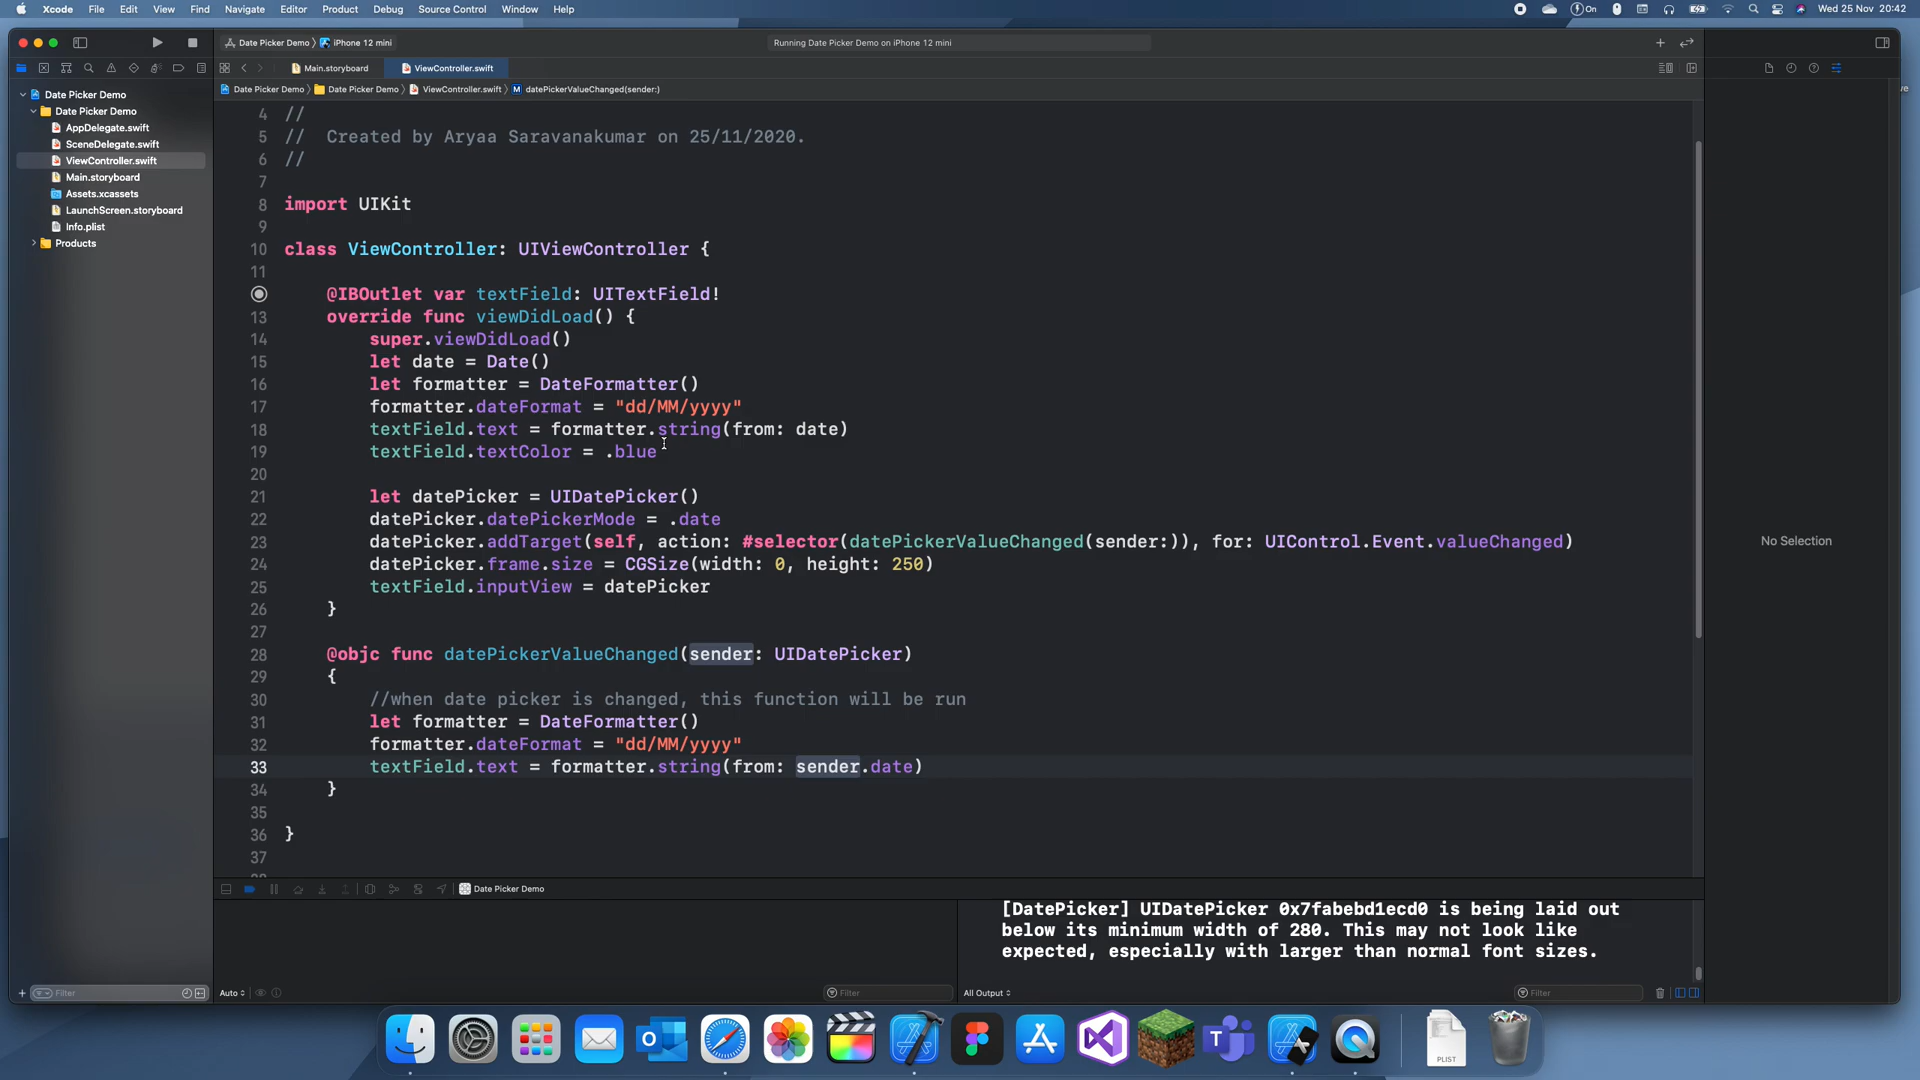 Xcode File Edit View Find Navigate Editor Product Debug Source Control Window Help On Wed 25 Nov 20:42
Date Picker Demo iPhone 12 mini Running Date Picker Demo on iPhone 12 mini
Main.storyboard ViewController.swift
Date Picker Demo Date Picker Demo ViewController.swift M datePickerValueChanged(sender:)
Date Picker Demo
Date Picker Demo
AppDelegate.swift
SceneDelegate.swift
ViewController.swift
Main.storyboard
Assets.xcassets
LaunchScreen.storyboard
Info.plist
Products
4 //
5 //  Created by Aryaa Saravanakumar on 25/11/2020.
6 //
7
8 import UIKit
9
10 class ViewController: UIViewController {
11
@IBOutlet var textField: UITextField!
13 override func viewDidLoad() {
14 super.viewDidLoad()
15 let date = Date()
16 let formatter = DateFormatter()
17 formatter.dateFormat = "dd/MM/yyyy"
18 textField.text = formatter.string(from: date)
19 textField.textColor = .blue
20
21 let datePicker = UIDatePicker()
22 datePicker.datePickerMode = .date
23 datePicker.addTarget(self, action: #selector(datePickerValueChanged(sender:)), for: UIControl.Event.valueChanged)
24 datePicker.frame.size = CGSize(width: 0, height: 250)
25 textField.inputView = datePicker
26 }
27
28 @objc func datePickerValueChanged(sender: UIDatePicker)
29 {
30 //when date picker is changed, this function will be run
31 let formatter = DateFormatter()
32 formatter.dateFormat = "dd/MM/yyyy"
33 textField.text = formatter.string(from: sender.date)
34 }
35
36 }
37
No Selection
Date Picker Demo
[DatePicker] UIDatePicker 0x7fabebd1ecd0 is being laid out
below its minimum width of 280. This may not look like
expected, especially with larger than normal font sizes.
Filter Auto Filter All Output Filter
PLIST